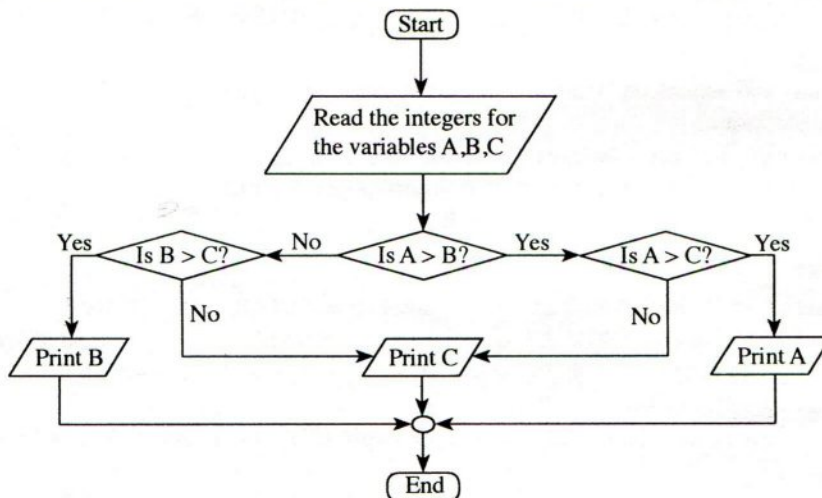 Start
Read the integers for
the variables A,B,C
Yes
Is B > C?
No
Is A > B?
Yes
Is A > C?
Yes
No
No
Print B
Print C
Print A
End